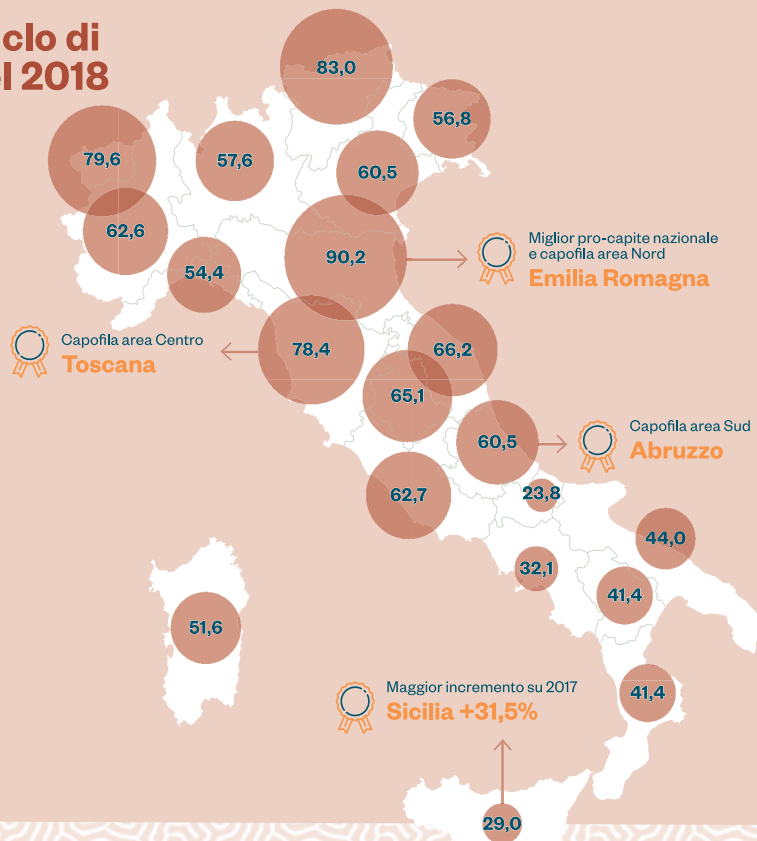 clo di
el 2018
83,0
56,8
79,6
57,6
60,5
62,6
90,2
54,4
Miglior pro-capite nazionale
e capofila area Nord
Emilia Romagna
Capofila area Centro
Toscana
78,4
66,2
65,1
Capofila area Sud
Abruzzo
60,5
62,7
23,8
44,0
32,1
41,4
51,6
Maggior incremento su 2017
Sicilia +31,5%
41,4
29,0